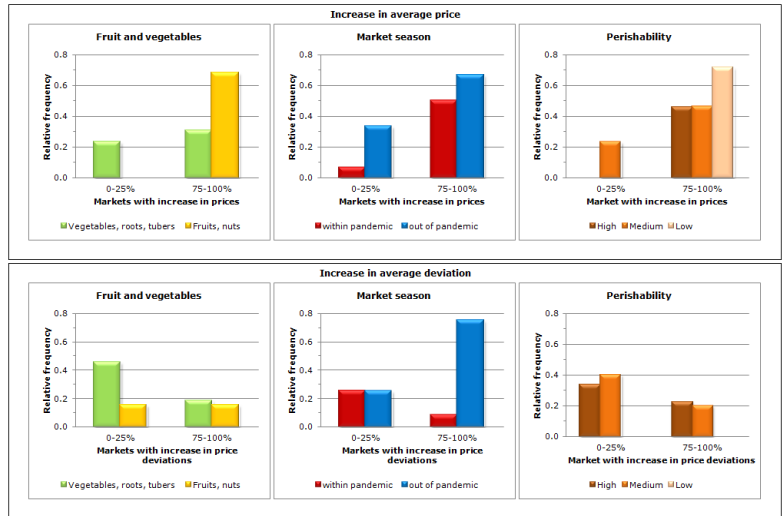 Increase in average price
Fruit and vegetables
0.8
0.6
0.4
0.2
0.0
Relative frequency
0-25%
75-100%
Markets with increase in prices
Vegetables, roots, tubers
Fruits, nuts
Market season
0.8
0.6
0.4
0.2
0.0
Relative frequency
0-25%
75-100%
Markets with increase in prices
within pandemic
out of pandemic
Perishability
0.8
0.6
0.4
0.2
0.0
Relative frequency
0-25%
75-100%
Market with increase in prices
High
Medium
Low
Increase in average deviation
Fruit and vegetables
0.8
0.6
0.4
0.2
0.0
Relative frequency
0-25%
75-100%
Markets with increase in price
deviations
Vegetables, roots, tubers
Fruits, nuts
Market season
0.8
0.6
0.4
0.2
0.0
Relative frequency
0-25%
75-100%
Markets with increase in price
deviations
within pandemic
out of pandemic
Perishability
0.8
0.6
0.4
0.2
0.0
Relative frequency
0-25%
75-100%
Market with increase in price deviations
High
Medium
Low